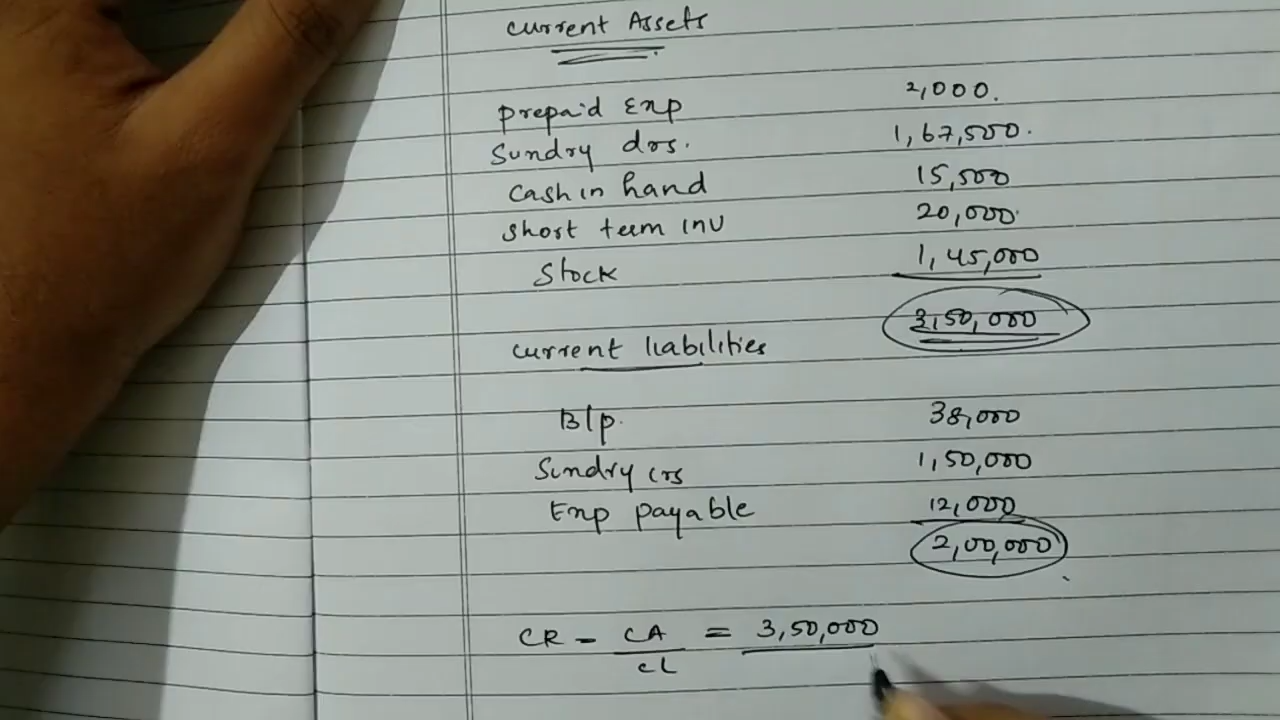 current Assets
prepaid Exp 2,000.
Sundry drs. 1,67,500.
Cash in hand 15,500
short term inv 20,000
Stock 1,45,000
3,50,000
current liabilities
B/p. 38,000
Sundry crs 1,50,000
Exp payable 12,000
2,00,000
CR = CA = 3,50,000
CL